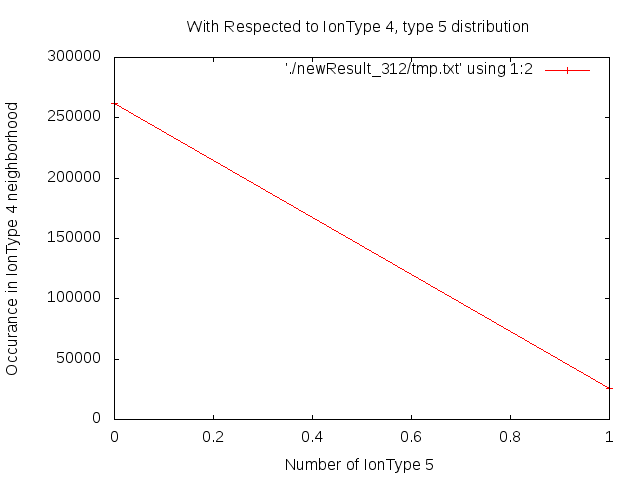 With Respected to IonType 4, type 5 distribution
300000
'./newResult_312/tmp.txt' using 1:2
250000
200000
150000
100000
50000
0
Occurance in IonType 4 neighborhood
0 0.2 0.4 0.6 0.8 1
Number of IonType 5